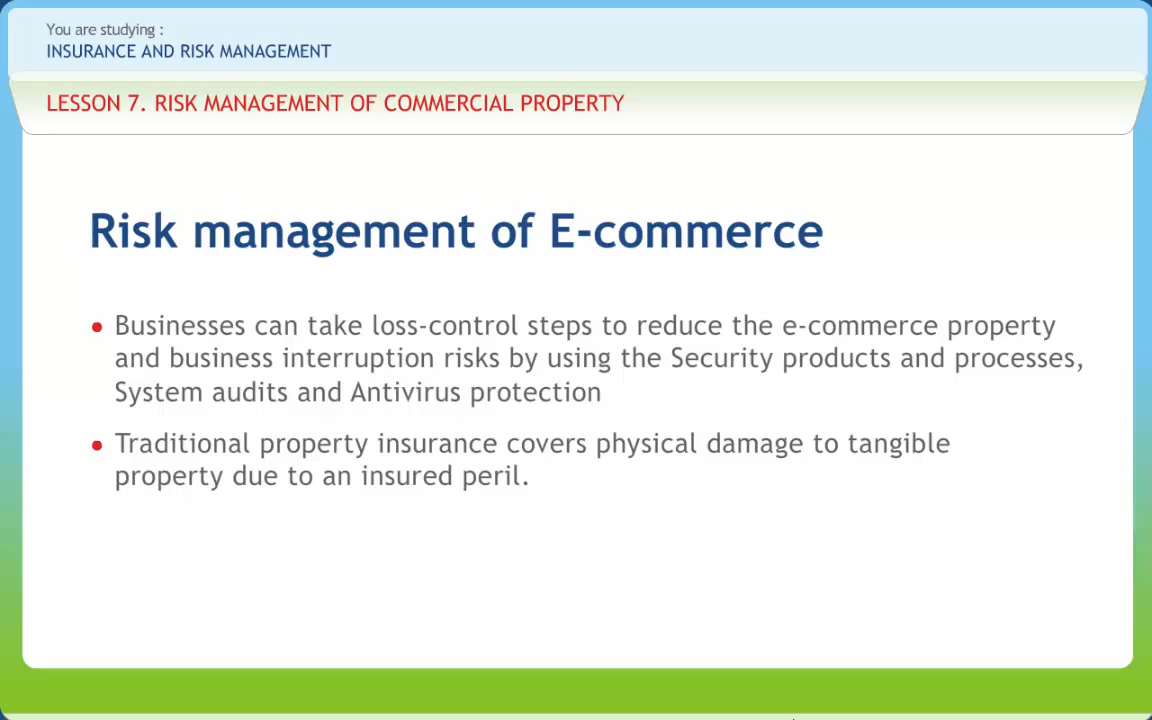 You are studying :
INSURANCE AND RISK MANAGEMENT
LESSON 7. RISK MANAGEMENT OF COMMERCIAL PROPERTY
Risk management of E-commerce
• Businesses can take loss-control steps to reduce the e-commerce property
and business interruption risks by using the Security products and processes,
System audits and Antivirus protection
• Traditional property insurance covers physical damage to tangible
property due to an insured peril.